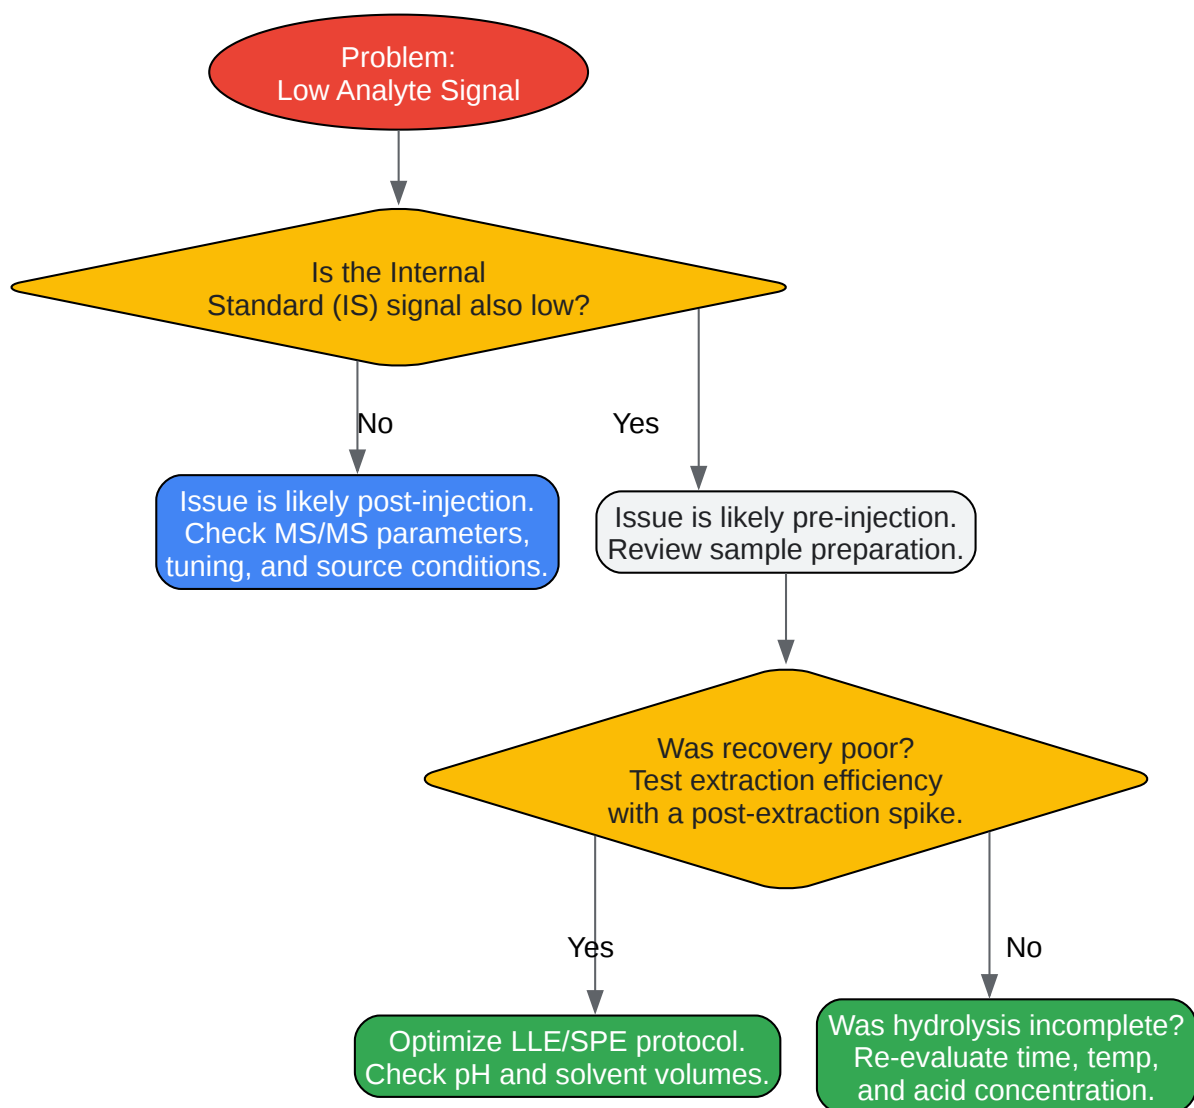 Problem:
Low Analyte Signal
Is the Internal
Standard (IS) signal also low?
No
Yes
Issue is likely post-injection.
Check MS/MS parameters,
tuning, and source conditions.
Issue is likely pre-injection.
Review sample preparation.
Was recovery poor?
Test extraction efficiency
with a post-extraction spike.
Yes
No
Optimize LLE/SPE protocol.
Check pH and solvent volumes.
Was hydrolysis incomplete?
Re-evaluate time, temp,
and acid concentration.